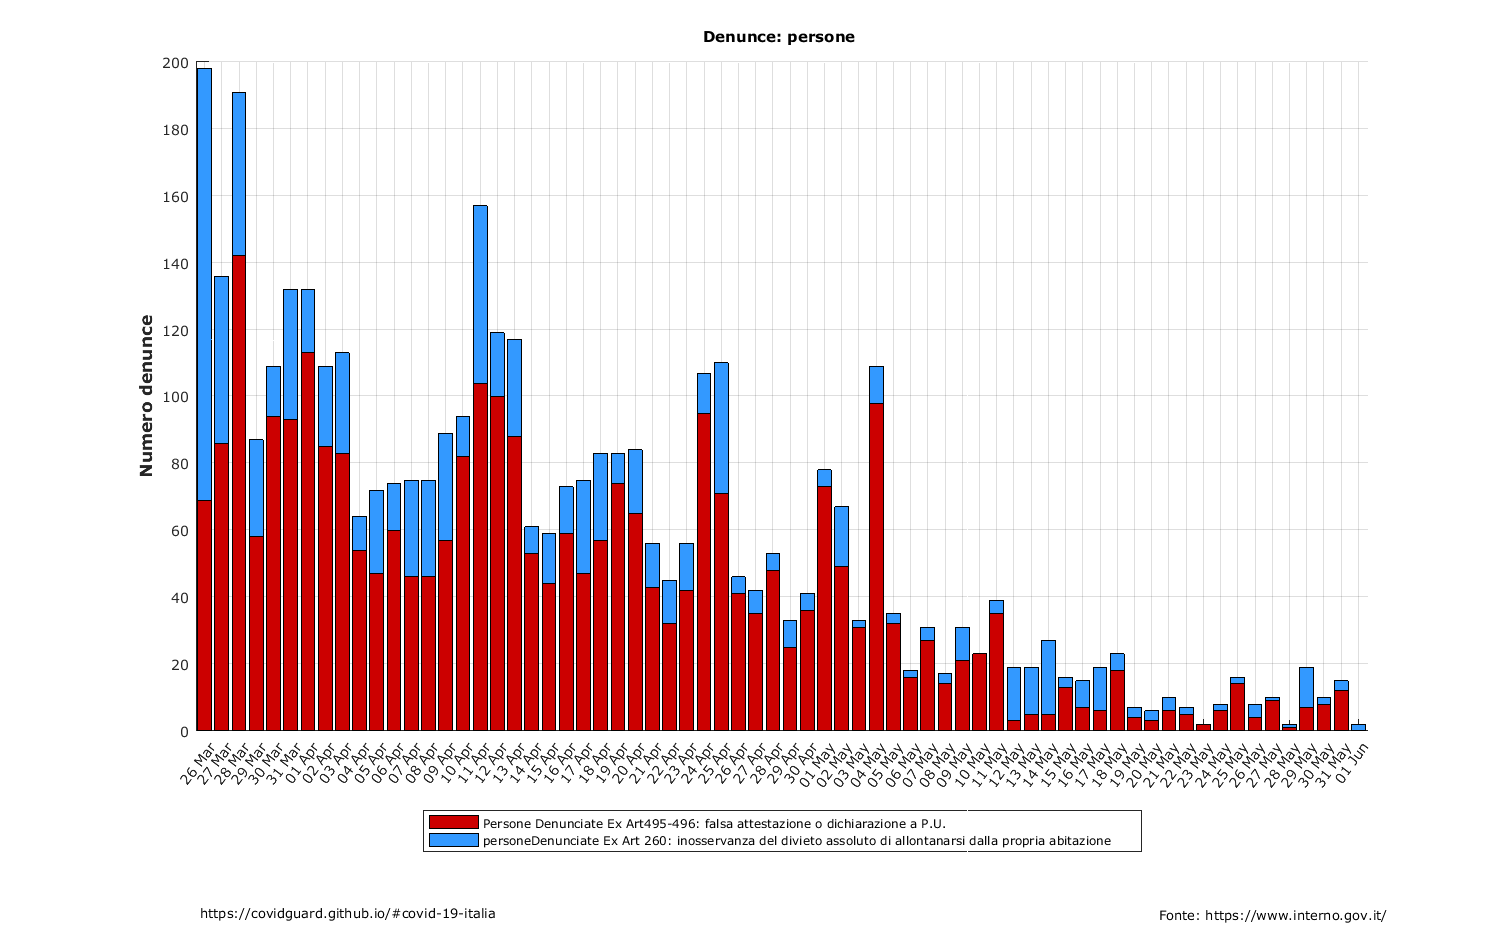 Denunce: persone
Numero denunce
200
180
160
140
120
100
80
60
40
20
0
26 Mar
27 Mar
28 Mar
29 Mar
30 Mar
31 Mar
01 Apr
02 Apr
03 Apr
04 Apr
05 Apr
06 Apr
07 Apr
08 Apr
09 Apr
10 Apr
11 Apr
12 Apr
13 Apr
14 Apr
15 Apr
16 Apr
17 Apr
18 Apr
19 Apr
20 Apr
21 Apr
22 Apr
23 Apr
24 Apr
25 Apr
26 Apr
27 Apr
28 Apr
29 Apr
30 Apr
01 May
02 May
03 May
04 May
05 May
06 May
07 May
08 May
09 May
10 May
11 May
12 May
13 May
14 May
15 May
16 May
17 May
18 May
19 May
20 May
21 May
22 May
23 May
24 May
25 May
26 May
27 May
28 May
29 May
30 May
31 May
01 Jun
Persone Denunciate Ex Art495-496: falsa attestazione o dichiarazione a P.U.
personeDenunciate Ex Art 260: inosservanza del divieto assoluto di allontanarsi dalla propria abitazione
https://covidguard.github.io/#covid-19-italia
Fonte: https://www.interno.gov.it/